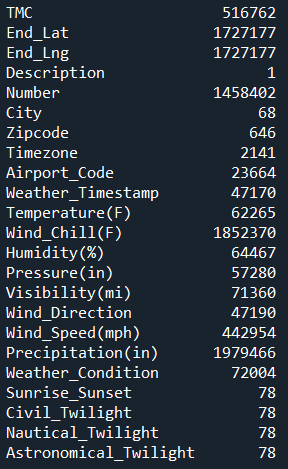 TMC 516762
End_Lat 1727177
End_Lng 1727177
Description 1
Number 1458402
City 68
Zipcode 646
Timezone 2141
Airport_Code 23664
Weather_Timestamp 47170
Temperature(F) 62265
Wind_Chill(F) 1852370
Humidity(%) 64467
Pressure(in) 57280
Visibility(mi) 71360
Wind_Direction 47190
Wind_Speed(mph) 442954
Precipitation(in) 1979466
Weather_Condition 72004
Sunrise_Sunset 78
Civil_Twilight 78
Nautical_Twilight 78
Astronomical_Twilight 78